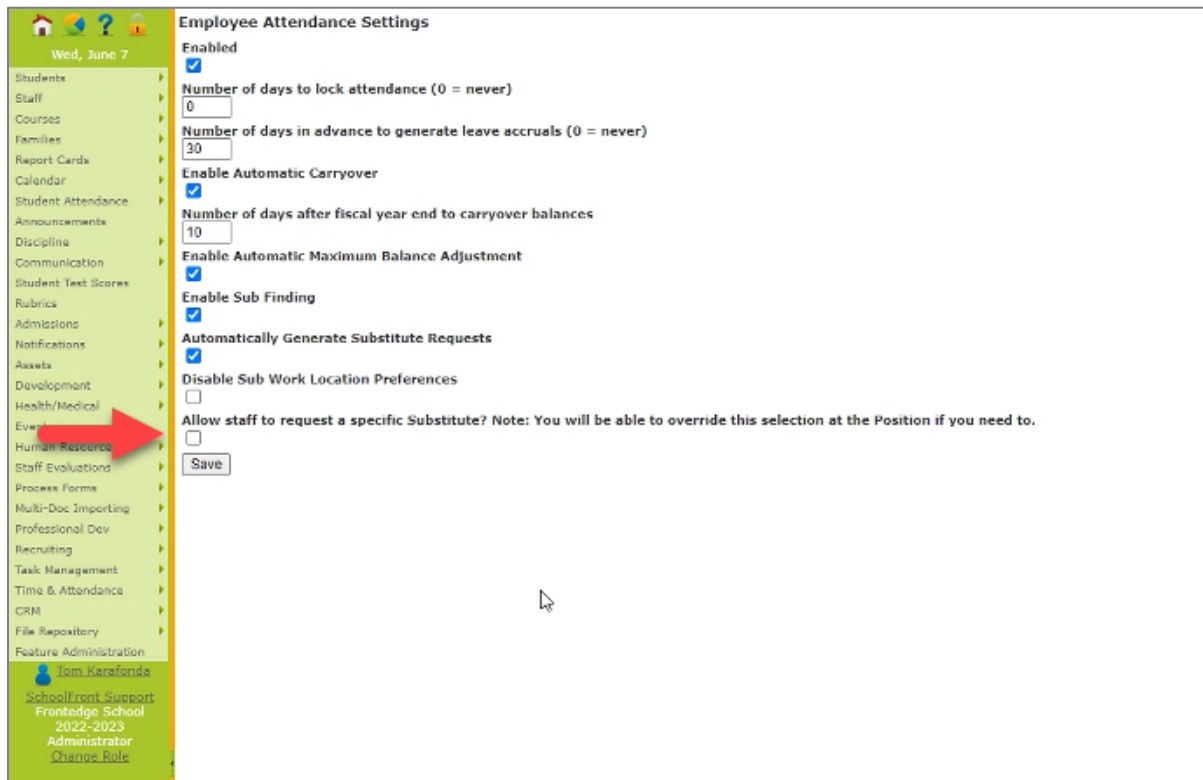 Wed, June 7
Students
Staff
Courses
Families
Report Cards
Calendar
Student Attendance
Announcements
Discipline
Communication
Student Test Scores
Rubrics
Admissions
Notifications
Assets
Development
Health/Medical
Even
Human Resource
Staff Evaluations
Process Forms
Multi-Doc Importing
Professional Dev
Recruiting
Task Management
Time & Attendance
CRM
File Repository
Feature Administration
Tom Karafonda
SchoolFront Support
Frontedge School
2022-2023
Administrator
Change Role
Employee Attendance Settings
Enabled
Number of days to lock attendance (0 = never)
0
Number of days in advance to generate leave accruals (0 = never)
30
Enable Automatic Carryover
Number of days after fiscal year end to carryover balances
10
Enable Automatic Maximum Balance Adjustment
Enable Sub Finding
Automatically Generate Substitute Requests
Disable Sub Work Location Preferences
Allow staff to request a specific Substitute? Note: You will be able to override this selection at the Position if you need to.
Save